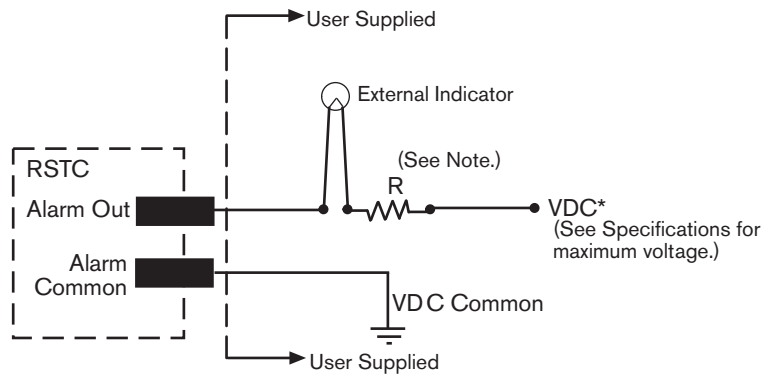 User Supplied
External Indicator
(See Note.)
R
RSTC
Alarm Out
VDC*
(See Specifications for
maximum voltage.)
Alarm
Common
VDC Common
User Supplied